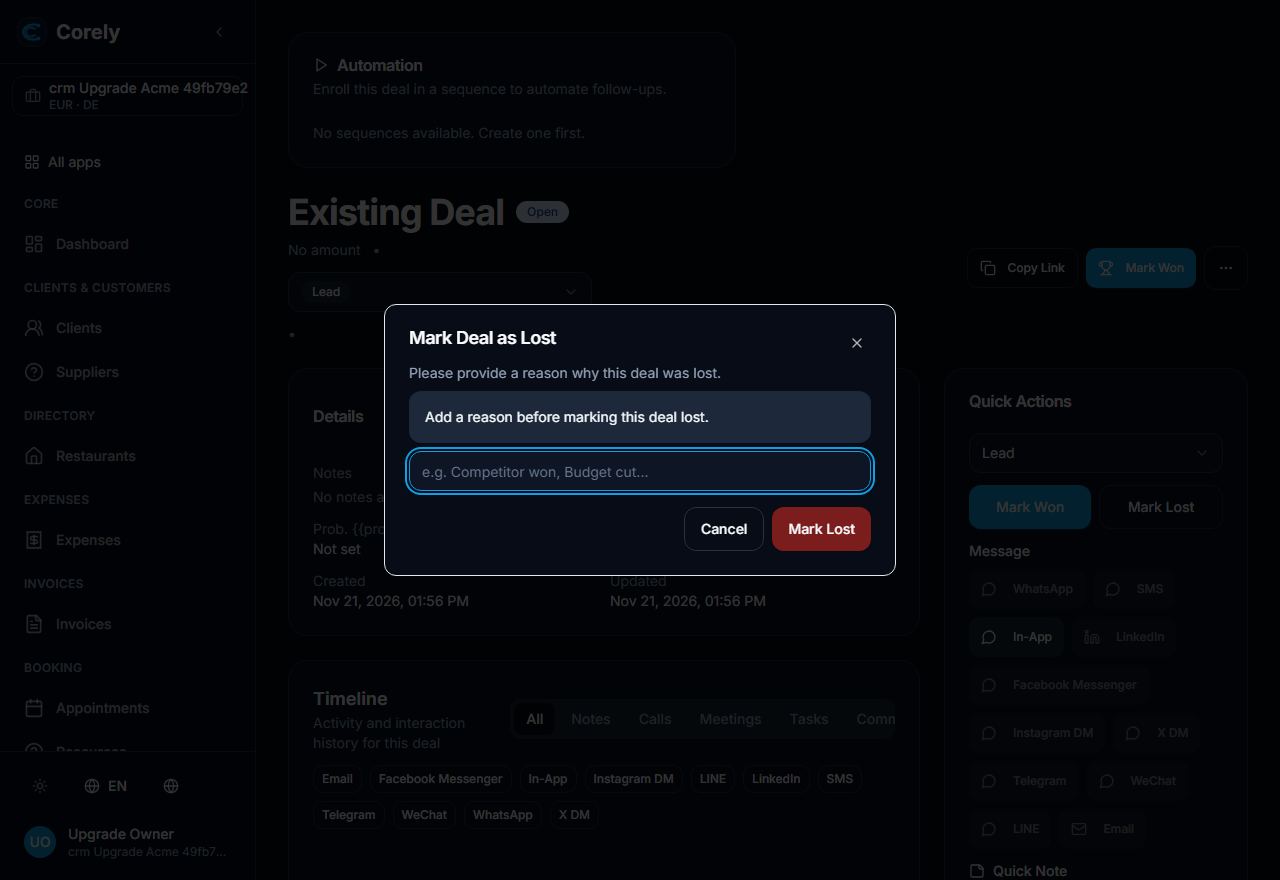 Corely
crm Upgrade Acme 49fb79e2
EUR · DE
All apps
CORE
Dashboard
CLIENTS & CUSTOMERS
Clients
Suppliers
DIRECTORY
Restaurants
EXPENSES
Expenses
INVOICES
Invoices
BOOKING
Appointments
Resources
EN
UO
Upgrade Owner
crm Upgrade Acme 49fb7...
Automation
Enroll this deal in a sequence to automate follow-ups.
No sequences available. Create one first.
Existing Deal
Open
No amount •
Lead
•
Copy Link
Mark Won
Mark Deal as Lost
Please provide a reason why this deal was lost.
Add a reason before marking this deal lost.
e.g. Competitor won, Budget cut...
Cancel
Mark Lost
Details
Notes
No notes a
Prob. {{pro
Not set
Created
Nov 21, 2026, 01:56 PM
Updated
Nov 21, 2026, 01:56 PM
Timeline
Activity and interaction
history for this deal
All Notes Calls Meetings Tasks Comm
Email Facebook Messenger In-App Instagram DM LINE LinkedIn SMS
Telegram WeChat WhatsApp X DM
Quick Actions
Lead
Mark Won Mark Lost
Message
WhatsApp SMS
In-App LinkedIn
Facebook Messenger
Instagram DM X DM
Telegram WeChat
LINE Email
Quick Note